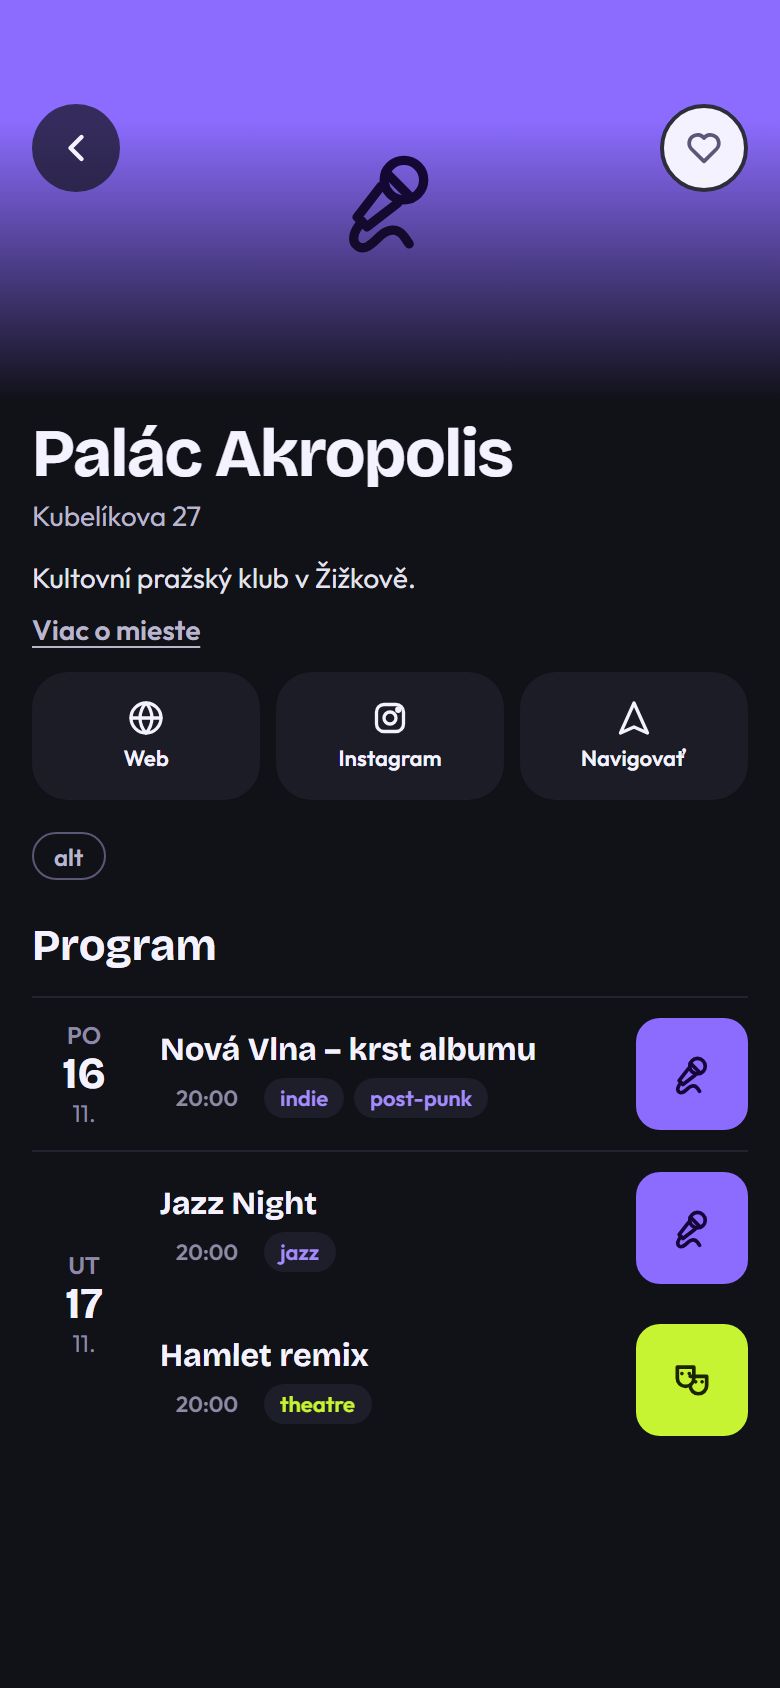 Palác Akropolis
Kubelíkova 27
Kultovní pražský klub v Žižkově.
Viac o mieste
Web
Instagram
Navigovať
alt
Program
PO
16
11.
Nová Vlna – krst albumu
20:00 indie post-punk
UT
17
11.
Jazz Night
20:00 jazz
Hamlet remix
20:00 theatre